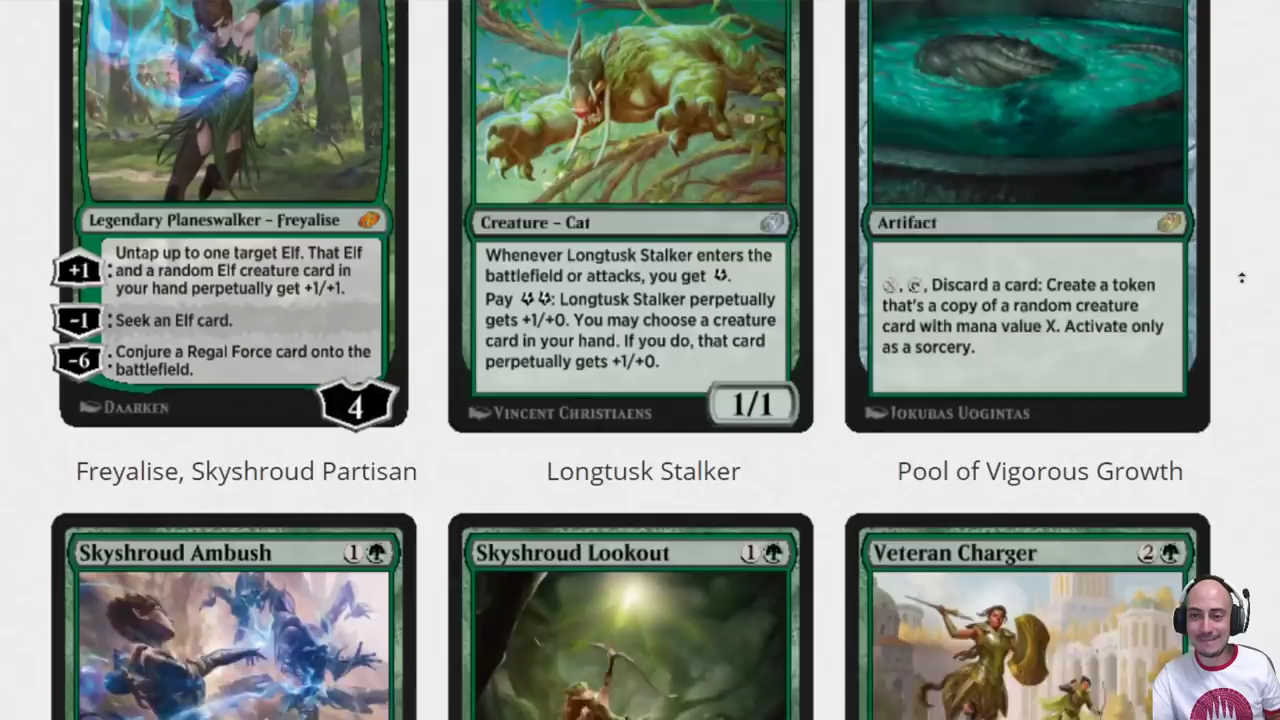 Legendary Planeswalker – Freyalise
+1
: Untap up to one target Elf. That Elf
and a random Elf creature card in
your hand perpetually get +1/+1.
-1
: Seek an Elf card.
-6
: Conjure a Regal Force card onto the
battlefield.
DAARKEN
4
Freyalise, Skyshroud Partisan
Creature – Cat
Whenever Longtusk Stalker enters the
battlefield or attacks, you get
Pay : Longtusk Stalker perpetually
gets +1/+0. You may choose a creature
card in your hand. If you do, that card
perpetually gets +1/+0.
VINCENT CHRISTIAENS
1/1
Longtusk Stalker
Artifact
, Discard a card: Create a token
that's a copy of a random creature
card with mana value X. Activate only
as a sorcery.
JOKUBAS UOGINTAS
Pool of Vigorous Growth
Skyshroud Ambush 1
Skyshroud Lookout 1
Veteran Charger 2